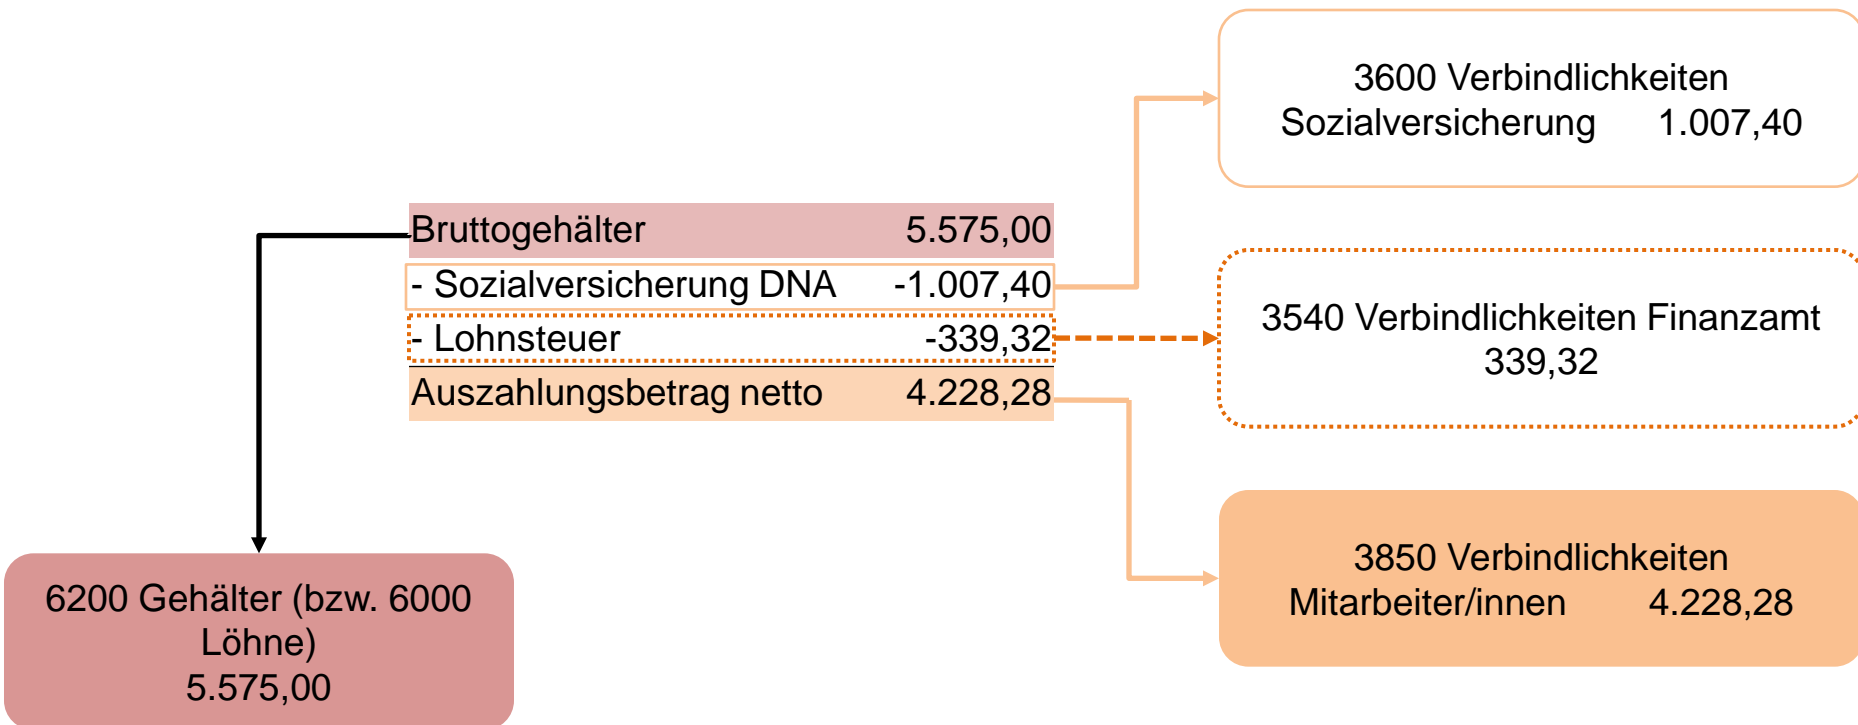 3600 Verbindlichkeiten
Sozialversicherung 1.007,40
Bruttogehälter 5.575,00
- Sozialversicherung DNA -1.007,40
- Lohnsteuer -339,32
Auszahlungsbetrag netto 4.228,28
3540 Verbindlichkeiten Finanzamt
339,32
3850 Verbindlichkeiten
Mitarbeiter/innen 4.228,28
6200 Gehälter (bzw. 6000
Löhne)
5.575,00